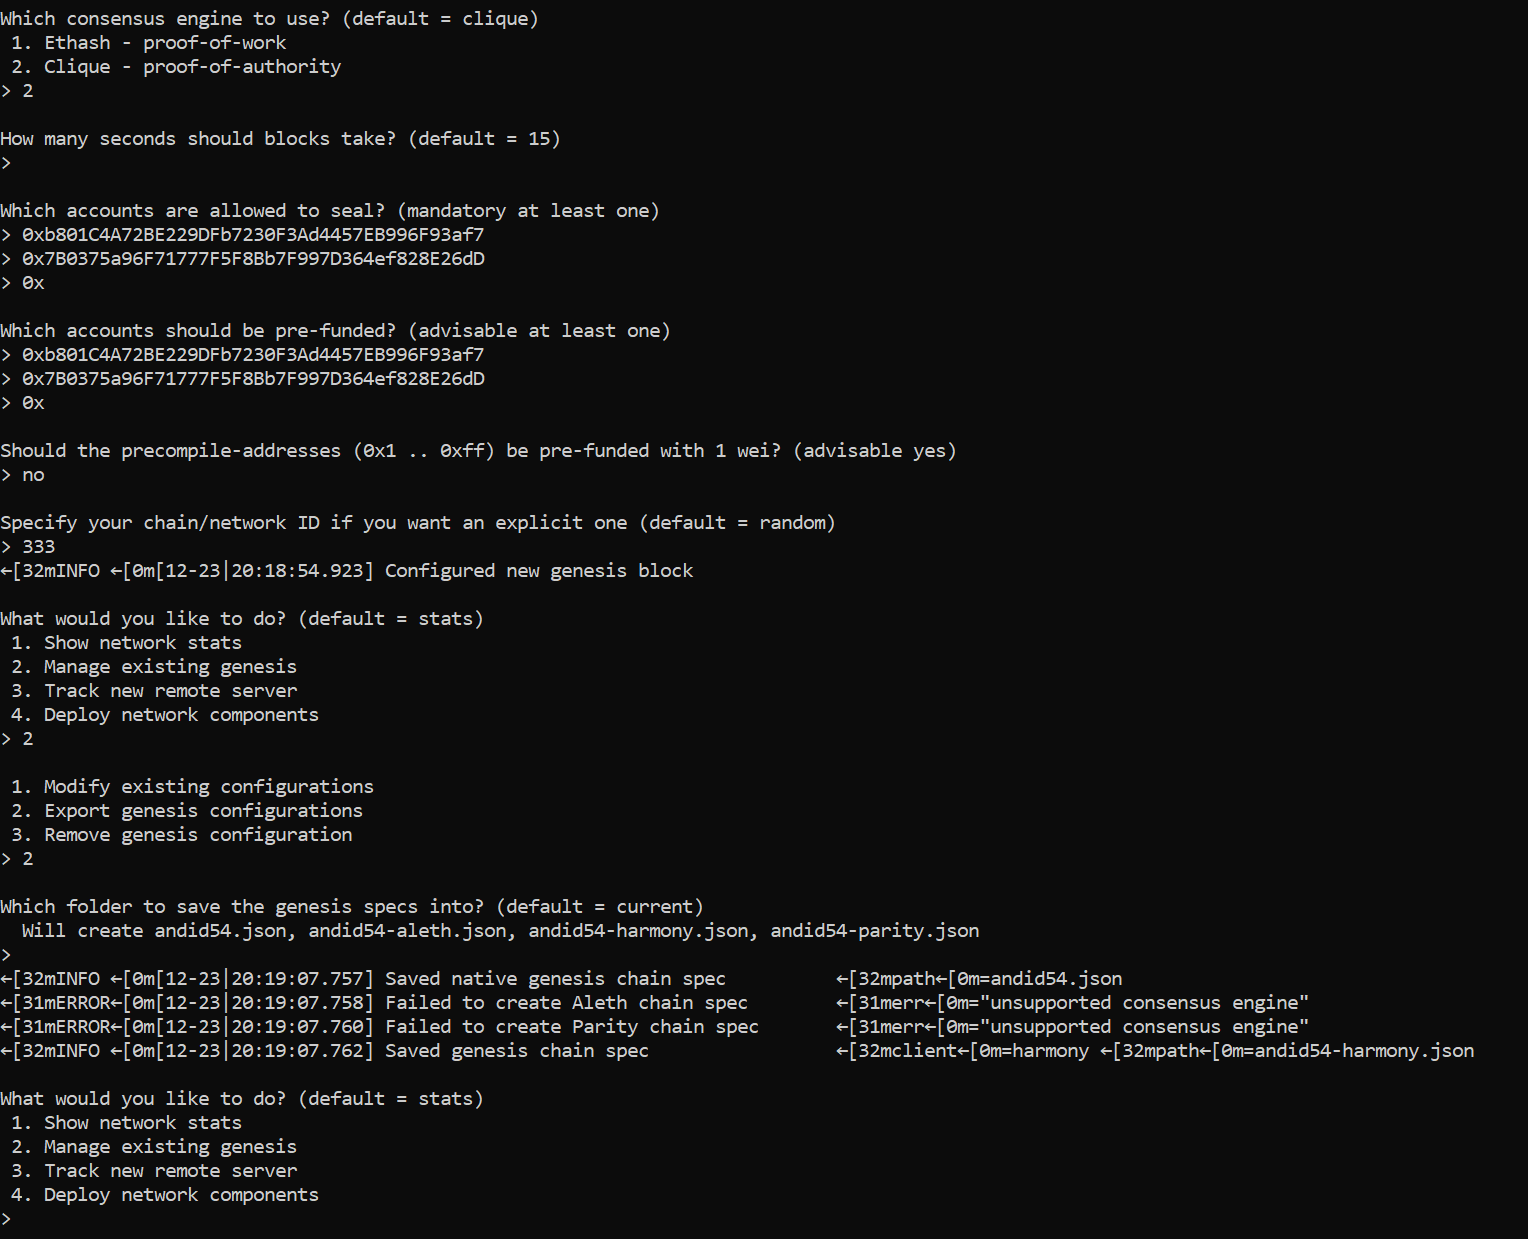 Which consensus engine to use? (default = clique)
 1. Ethash - proof-of-work
 2. Clique - proof-of-authority
> 2
How many seconds should blocks take? (default = 15)
>
Which accounts are allowed to seal? (mandatory at least one)
> 0xb801C4A72BE229DFb7230F3Ad4457EB996F93af7
> 0x7B0375a96F71777F5F8Bb7F997D364ef828E26dD
> 0x
Which accounts should be pre-funded? (advisable at least one)
> 0xb801C4A72BE229DFb7230F3Ad4457EB996F93af7
> 0x7B0375a96F71777F5F8Bb7F997D364ef828E26dD
> 0x
Should the precompile-addresses (0x1 .. 0xff) be pre-funded with 1 wei? (advisable yes)
> no
Specify your chain/network ID if you want an explicit one (default = random)
> 333
←[32mINFO ←[0m[12-23|20:18:54.923] Configured new genesis block
What would you like to do? (default = stats)
 1. Show network stats
 2. Manage existing genesis
 3. Track new remote server
 4. Deploy network components
> 2
 1. Modify existing configurations
 2. Export genesis configurations
 3. Remove genesis configuration
> 2
Which folder to save the genesis specs into? (default = current)
  Will create andid54.json, andid54-aleth.json, andid54-harmony.json, andid54-parity.json
>
←[32mINFO ←[0m[12-23|20:19:07.757] Saved native genesis chain spec          ←[32mpath←[0m=andid54.json
←[31mERROR←[0m[12-23|20:19:07.758] Failed to create Aleth chain spec        ←[31merr←[0m="unsupported consensus engine"
←[31mERROR←[0m[12-23|20:19:07.760] Failed to create Parity chain spec       ←[31merr←[0m="unsupported consensus engine"
←[32mINFO ←[0m[12-23|20:19:07.762] Saved genesis chain spec                 ←[32mclient←[0m=harmony ←[32mpath←[0m=andid54-harmony.json
What would you like to do? (default = stats)
 1. Show network stats
 2. Manage existing genesis
 3. Track new remote server
 4. Deploy network components
>